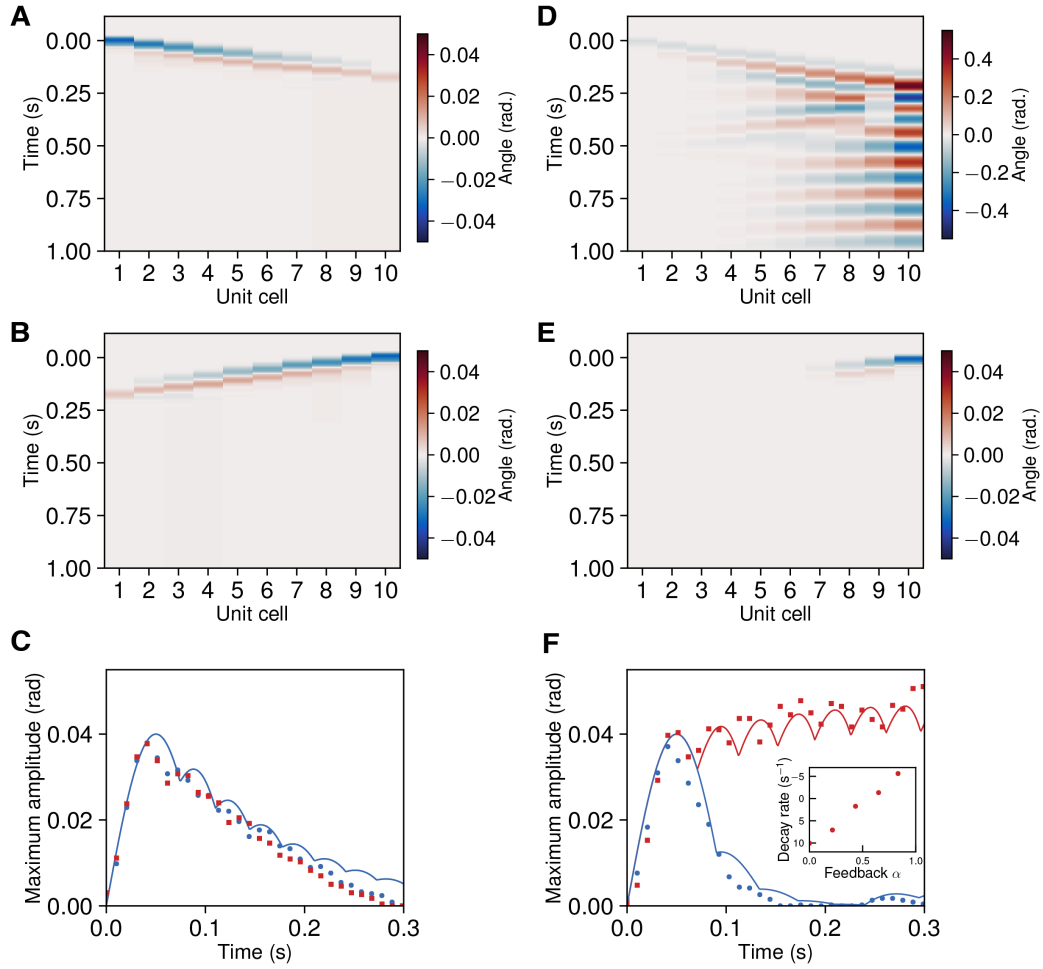 A
0.00
0.25
0.50
0.75
1.00
Time (s)
1 2 3 4 5 6 7 8 9 10
Unit cell
0.04
0.02
0.00
−0.02
−0.04
Angle (rad.)
D
0.00
0.25
0.50
0.75
1.00
Time (s)
1 2 3 4 5 6 7 8 9 10
Unit cell
0.4
0.2
0.0
−0.2
−0.4
Angle (rad.)
B
0.00
0.25
0.50
0.75
1.00
Time (s)
1 2 3 4 5 6 7 8 9 10
Unit cell
0.04
0.02
0.00
−0.02
−0.04
Angle (rad.)
E
0.00
0.25
0.50
0.75
1.00
Time (s)
1 2 3 4 5 6 7 8 9 10
Unit cell
0.04
0.02
0.00
−0.02
−0.04
Angle (rad.)
C
Maximum amplitude (rad)
0.04
0.02
0.00
0.0 0.1 0.2 0.3
Time (s)
F
Maximum amplitude (rad)
0.04
0.02
0.00
0.0 0.1 0.2 0.3
Time (s)
Decay rate (s⁻¹)
-5
0
5
10
0.0 0.5 1.0
Feedback α